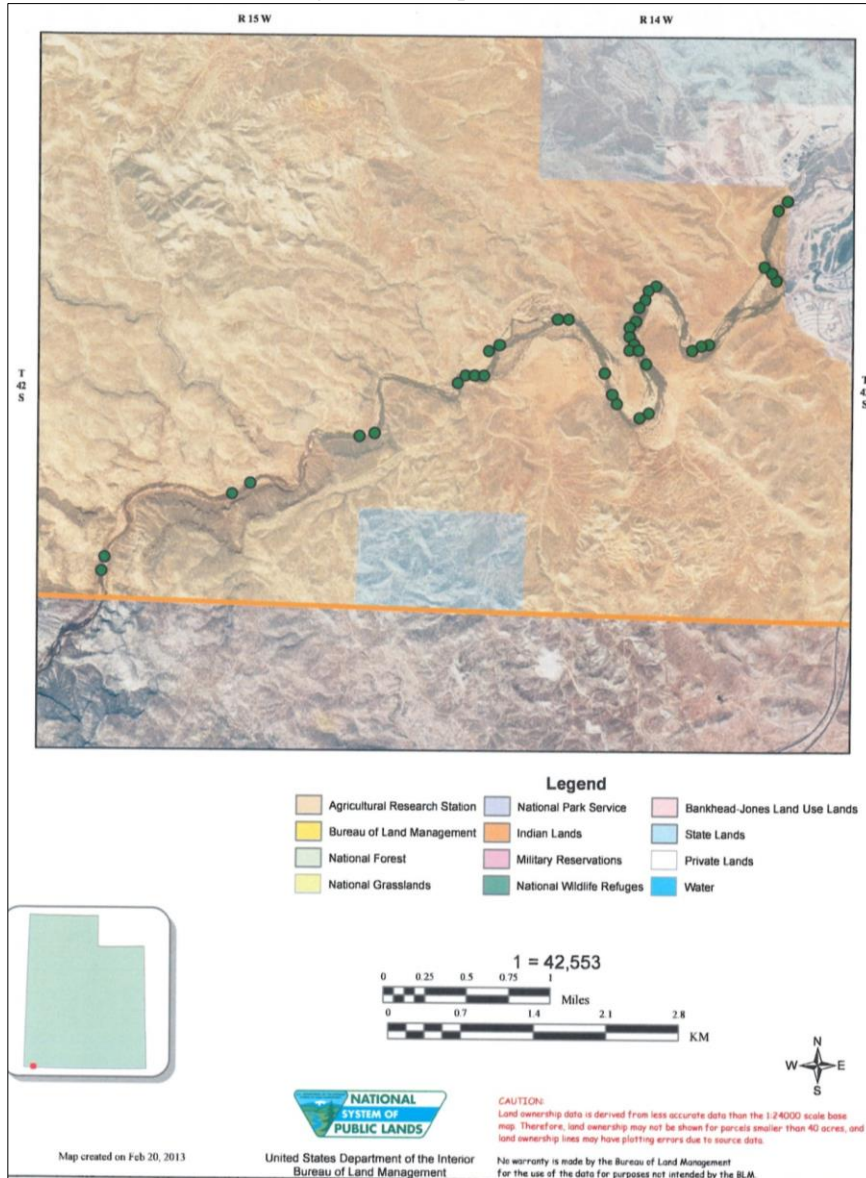 R 15 W
R 14 W
T
42
S
T
42
S
Legend
Agricultural Research Station
National Park Service
Bankhead-Jones Land Use Lands
Bureau of Land Management
Indian Lands
State Lands
National Forest
Military Reservations
Private Lands
National Grasslands
National Wildlife Refuges
Water
1 = 42,553
0 0.25 0.5 0.75 1
Miles
0 0.7 1.4 2.1 2.8
KM
N
W E
S
NATIONAL
SYSTEM OF
PUBLIC LANDS
CAUTION:
Land ownership data is derived from less accurate data than the 1:24000 scale base
map. Therefore, land ownership may not be shown for parcels smaller than 40 acres, and
land ownership lines may have plotting errors due to source data.
Map created on Feb 20, 2013
United States Department of the Interior
Bureau of Land Management
No warranty is made by the Bureau of Land Management
for the use of the data for purposes not intended by the BLM.